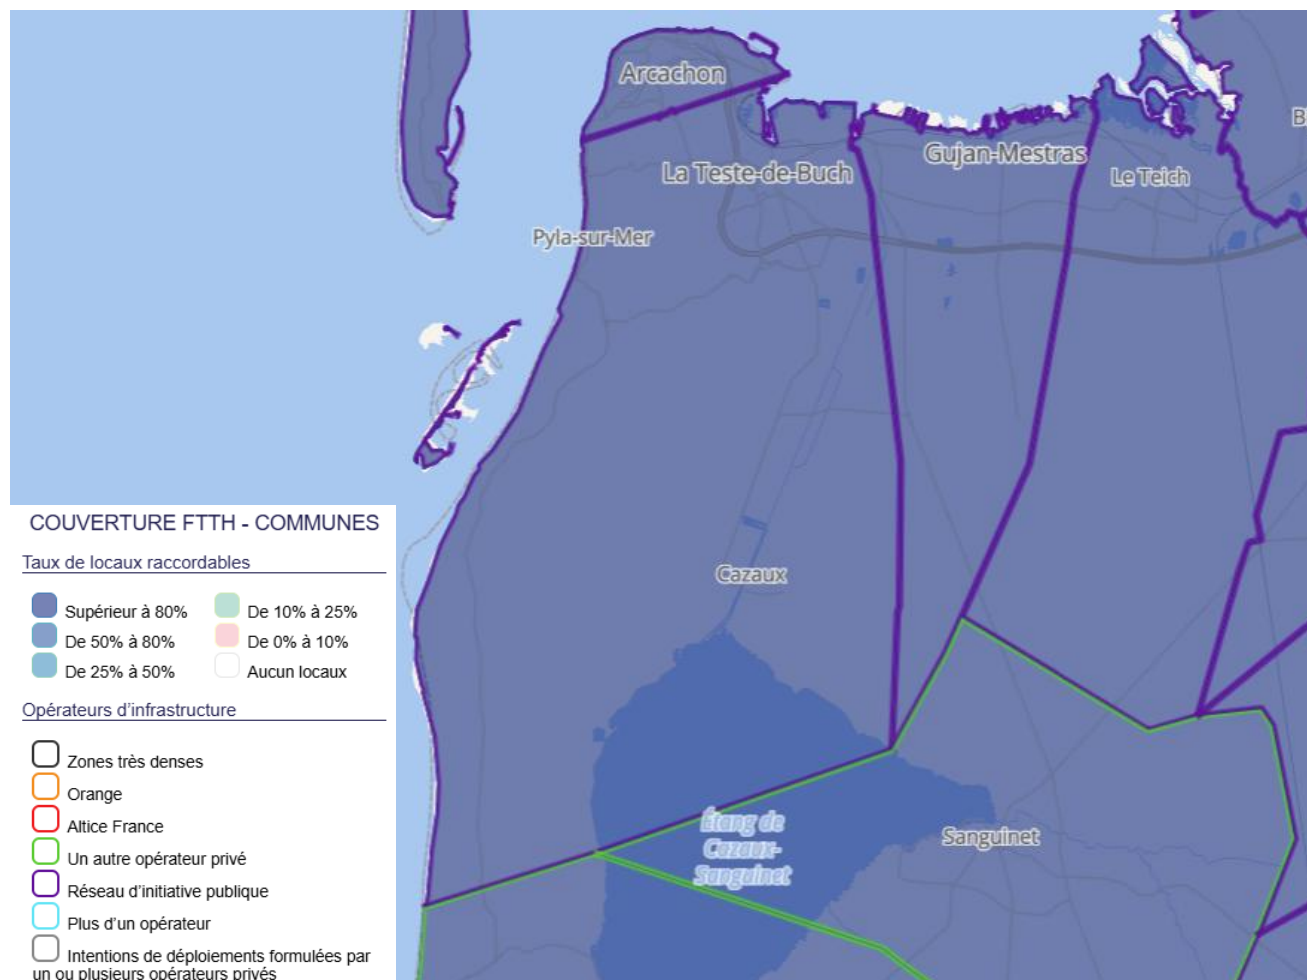 Arcachon
B
Gujan-Mestras
La Teste-de-Buch
Le Teich
Pyla-sur-Mer
COUVERTURE FTTH - COMMUNES
Taux de locaux raccordables
Supérieur à 80%
De 10% à 25%
De 50% à 80%
De 0% à 10%
De 25% à 50%
Aucun locaux
Cazaux
Opérateurs d’infrastructure
Zones très denses
Orange
Altice France
Un autre opérateur privé
Réseau d’initiative publique
Plus d’un opérateur
Intentions de déploiements formulées par
un ou plusieurs opérateurs privés
Étang de
Cazaux-
Sanguinet
Sanguinet